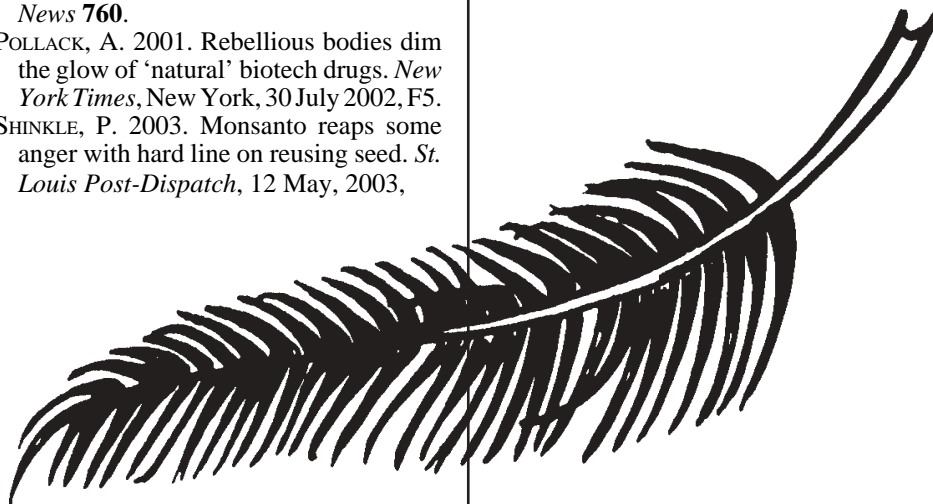 News 760.
POLLACK, A. 2001. Rebellious bodies dim
the glow of ‘natural’ biotech drugs. New
York Times, New York, 30 July 2002, F5.
SHINKLE, P. 2003. Monsanto reaps some
anger with hard line on reusing seed. St.
Louis Post-Dispatch, 12 May, 2003,